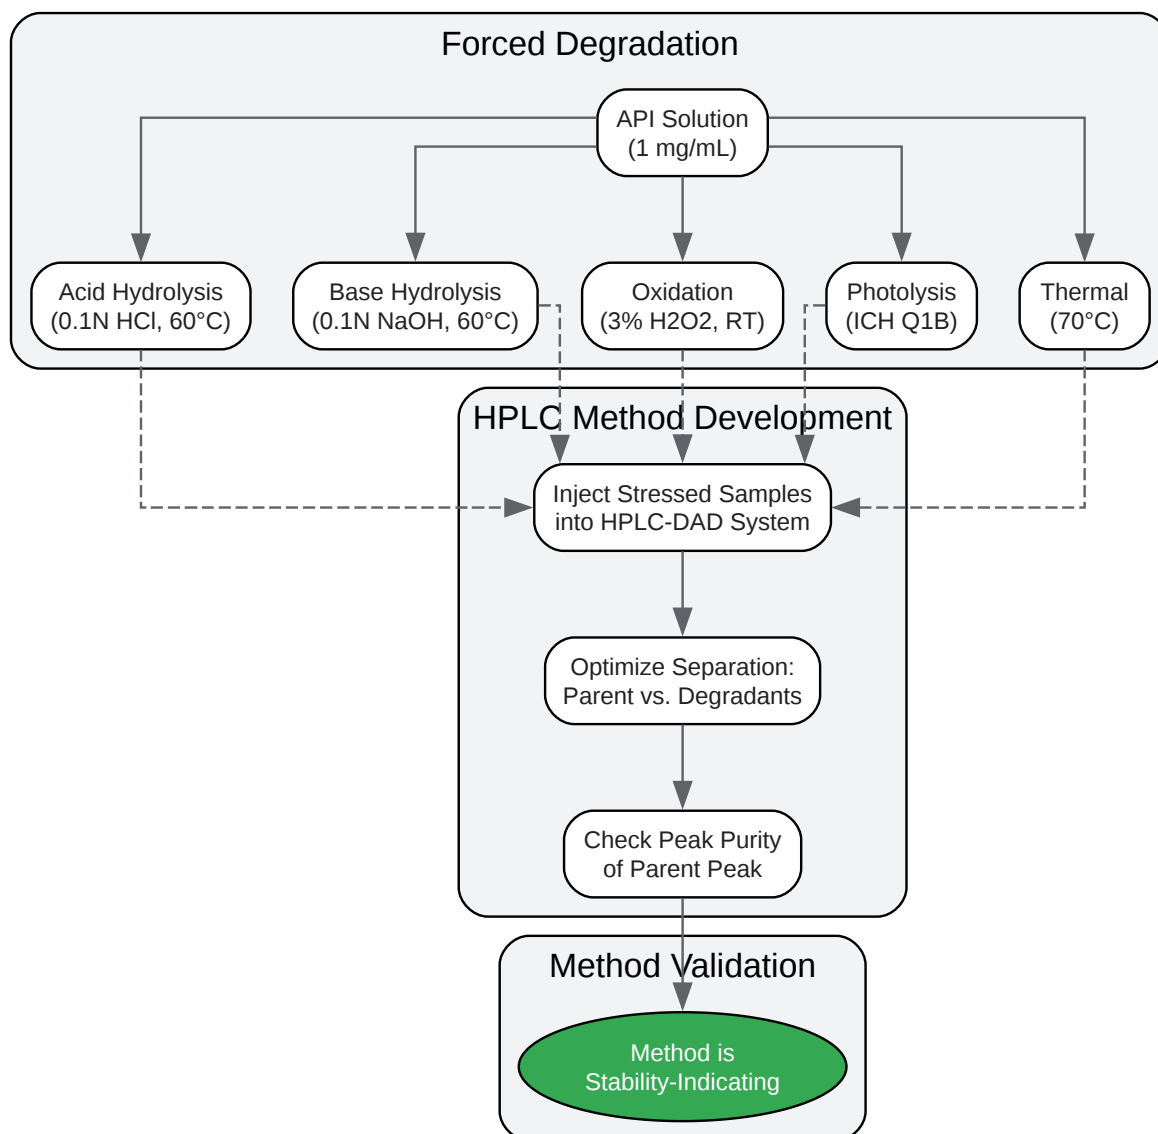 Forced Degradation
API Solution
(1 mg/mL)
Acid Hydrolysis
(0.1N HCl, 60°C)
Base Hydrolysis
(0.1N NaOH, 60°C)
Oxidation
(3% H2O2, RT)
Photolysis
(ICH Q1B)
Thermal
(70°C)
HPLC Method Development
Inject Stressed Samples
into HPLC-DAD System
Optimize Separation:
Parent vs. Degradants
Check Peak Purity
of Parent Peak
Method Validation
Method is
Stability-Indicating